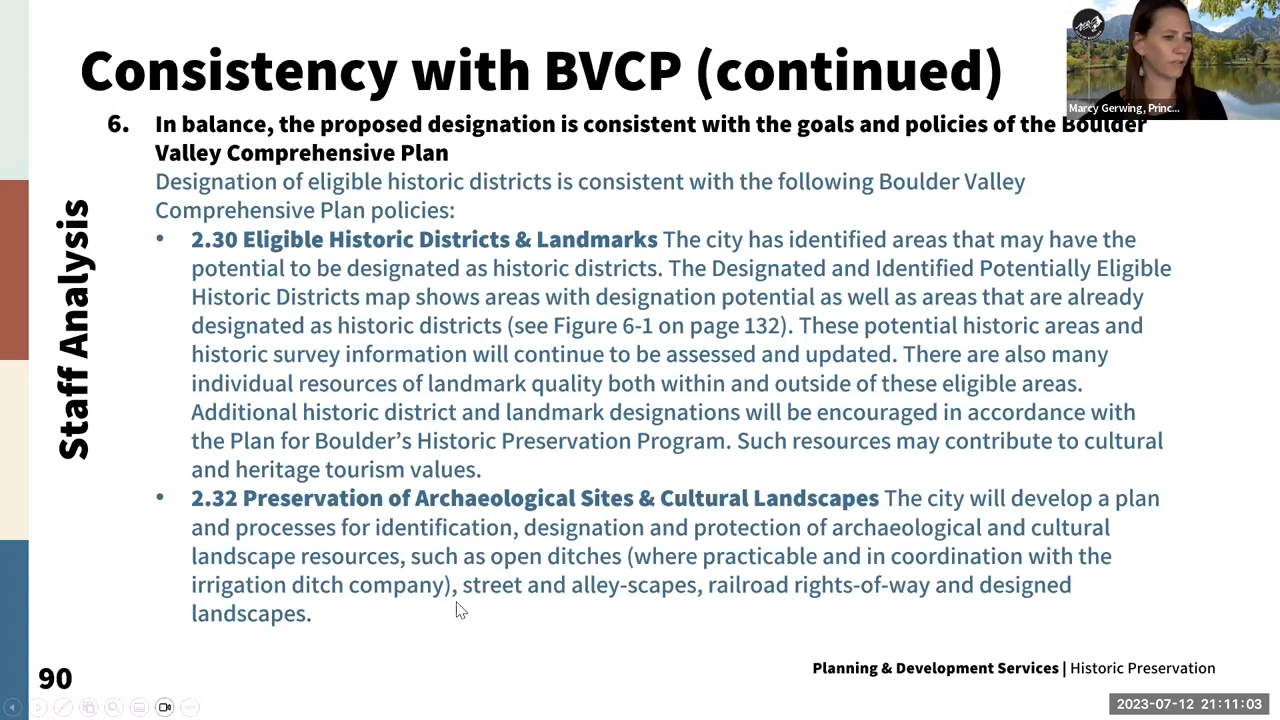 Consistency with BVCP (continued)
Marcy Gerwing, Princ...
6. In balance, the proposed designation is consistent with the goals and policies of the Boulder
Valley Comprehensive Plan
Designation of eligible historic districts is consistent with the following Boulder Valley
Comprehensive Plan policies:
• 2.30 Eligible Historic Districts & Landmarks The city has identified areas that may have the
potential to be designated as historic districts. The Designated and Identified Potentially Eligible
Historic Districts map shows areas with designation potential as well as areas that are already
designated as historic districts (see Figure 6-1 on page 132). These potential historic areas and
historic survey information will continue to be assessed and updated. There are also many
individual resources of landmark quality both within and outside of these eligible areas.
Additional historic district and landmark designations will be encouraged in accordance with
the Plan for Boulder’s Historic Preservation Program. Such resources may contribute to cultural
and heritage tourism values.
• 2.32 Preservation of Archaeological Sites & Cultural Landscapes The city will develop a plan
and processes for identification, designation and protection of archaeological and cultural
landscape resources, such as open ditches (where practicable and in coordination with the
irrigation ditch company), street and alley-scapes, railroad rights-of-way and designed
landscapes.
Staff Analysis
90
Planning & Development Services | Historic Preservation
2023-07-12 21:11:03